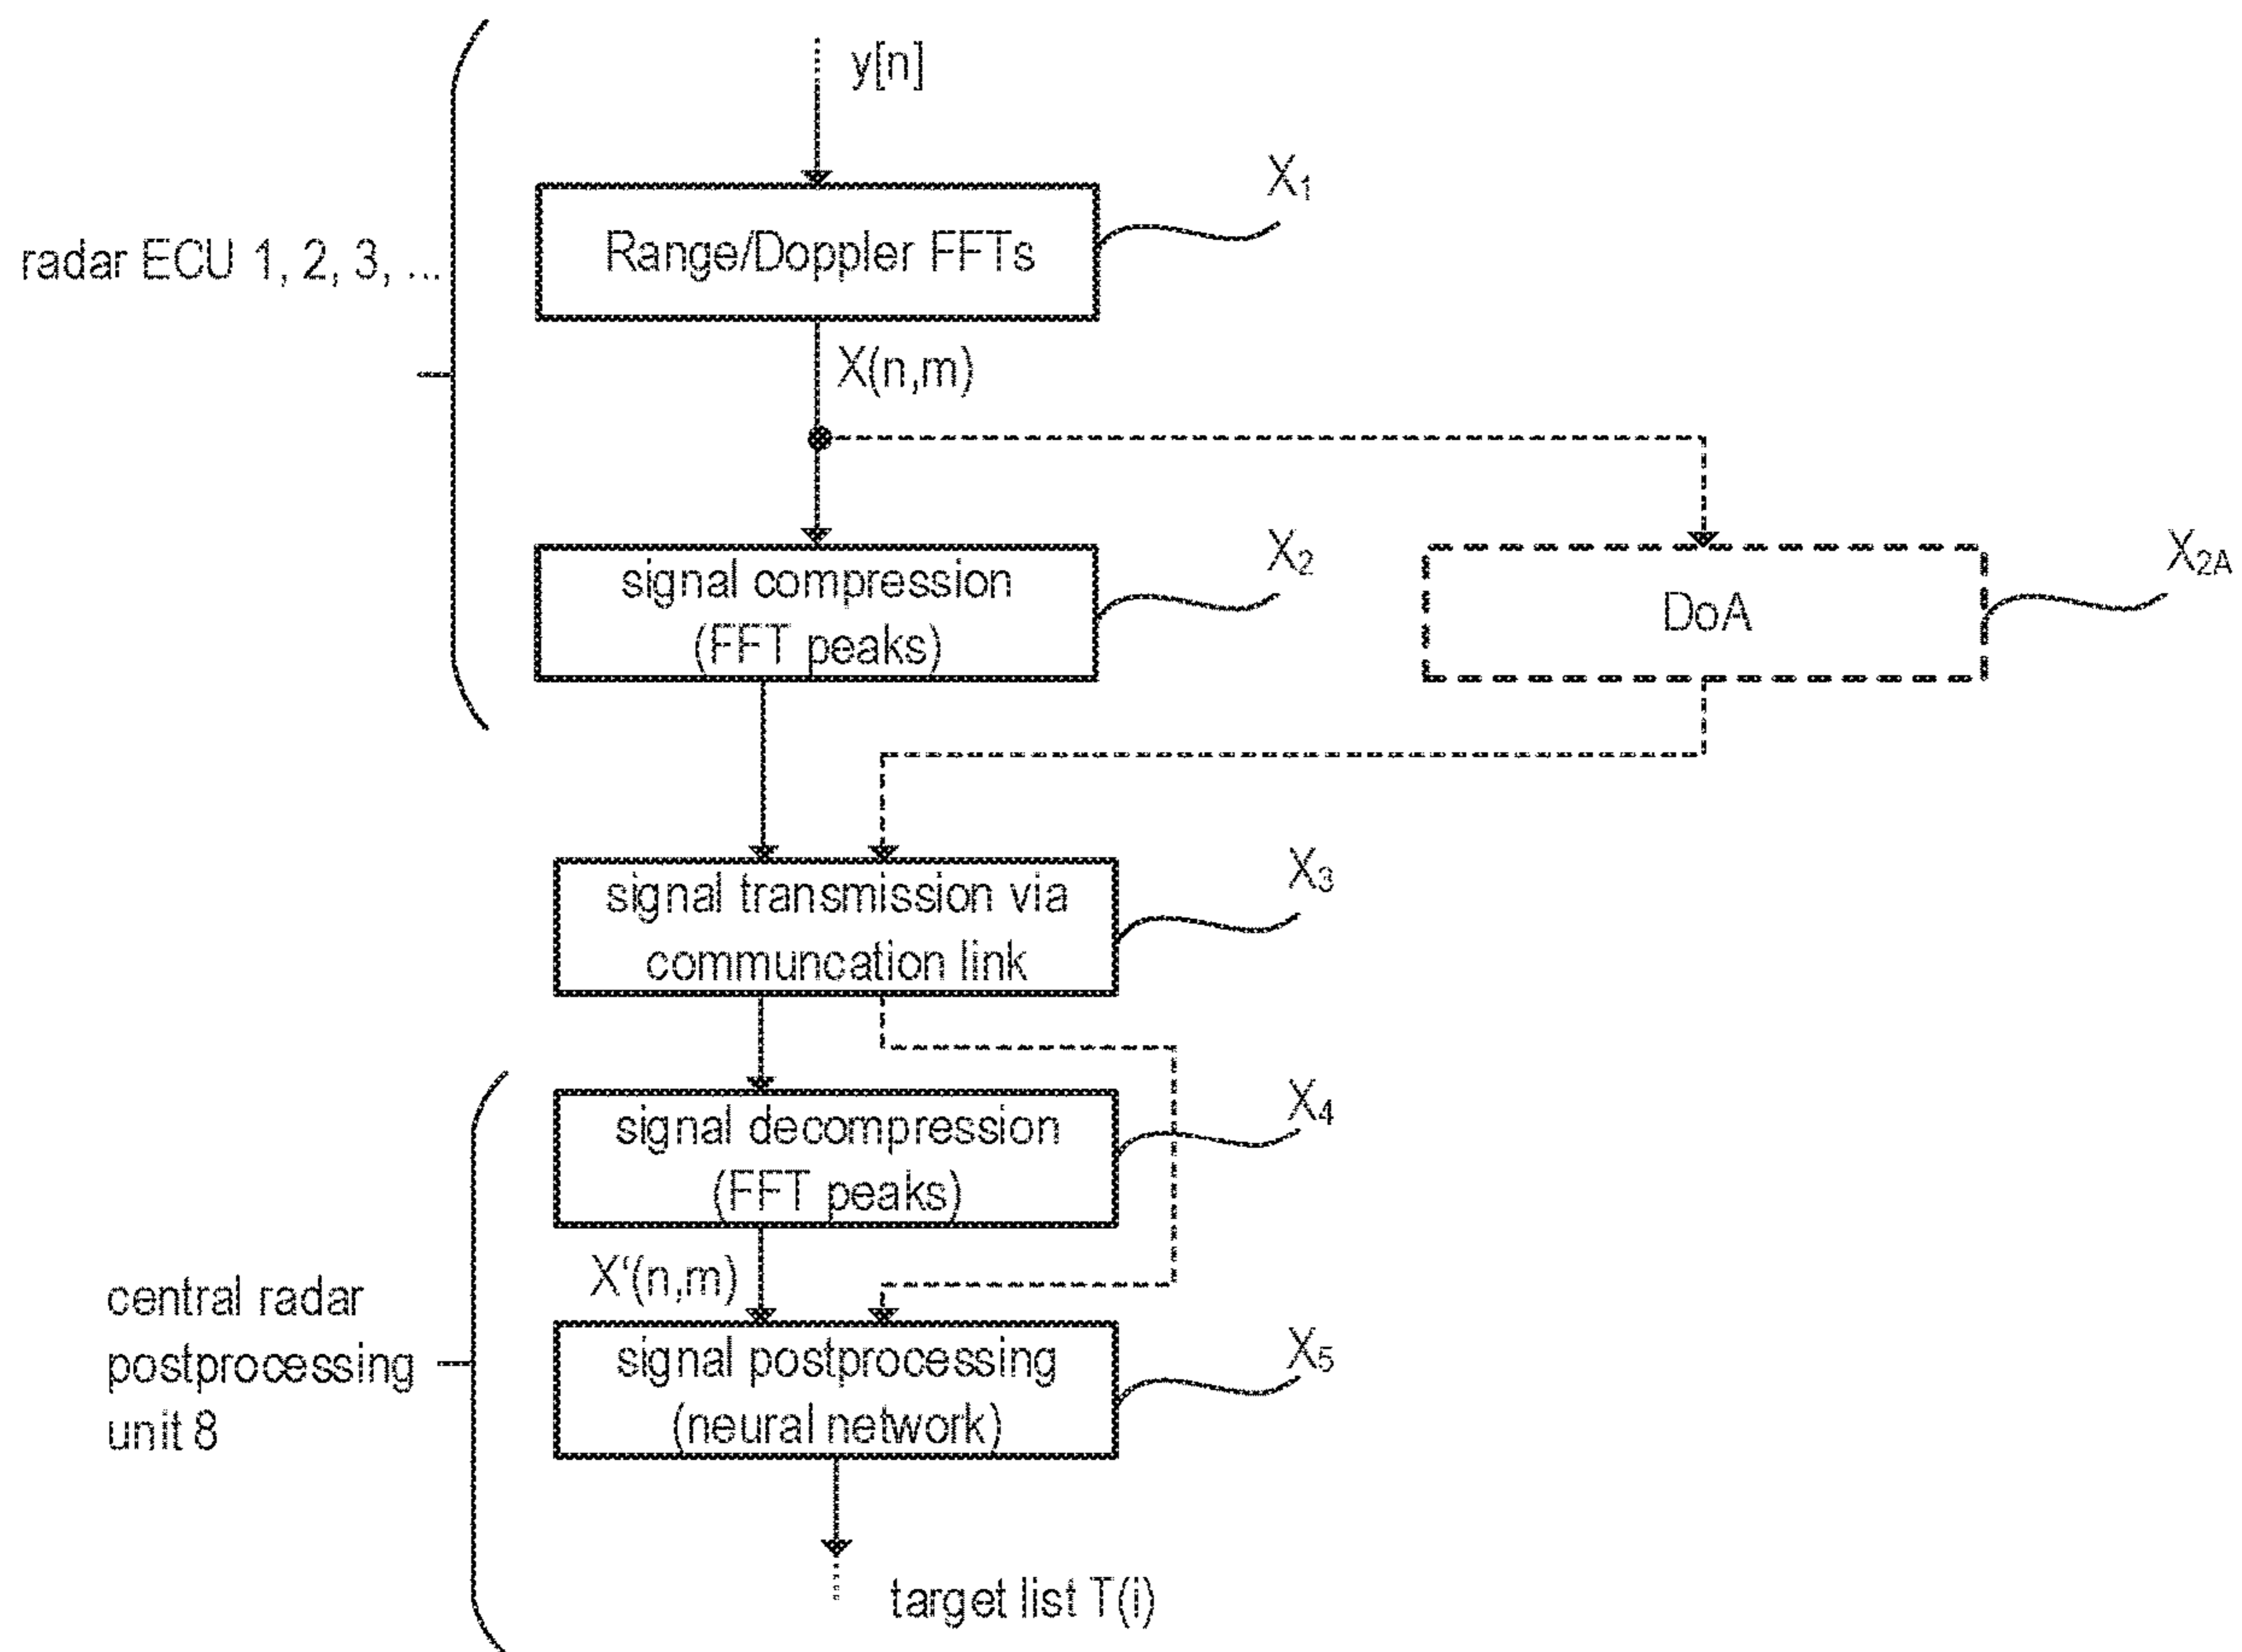 y[n]
X₁
radar ECU 1, 2, 3, ...
Range/Doppler FFTs
X(n,m)
X₂
signal compression
(FFT peaks)
X₂A
DoA
X₃
signal transmission via
communcation link
X₄
signal decompression
(FFT peaks)
X‘(n,m)
central radar
postprocessing
unit 8
X₅
signal postprocessing
(neural network)
target list T(i)